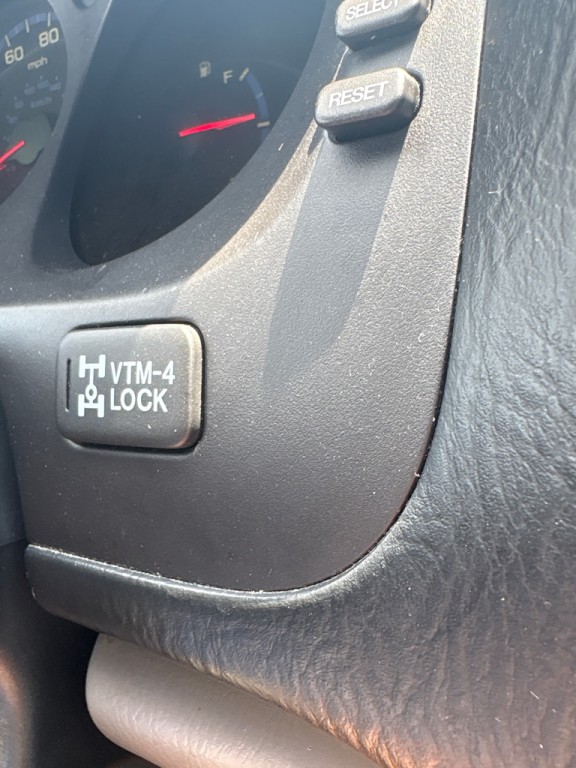 60 80
mph
F
SELECT
RESET
VTM-4
LOCK